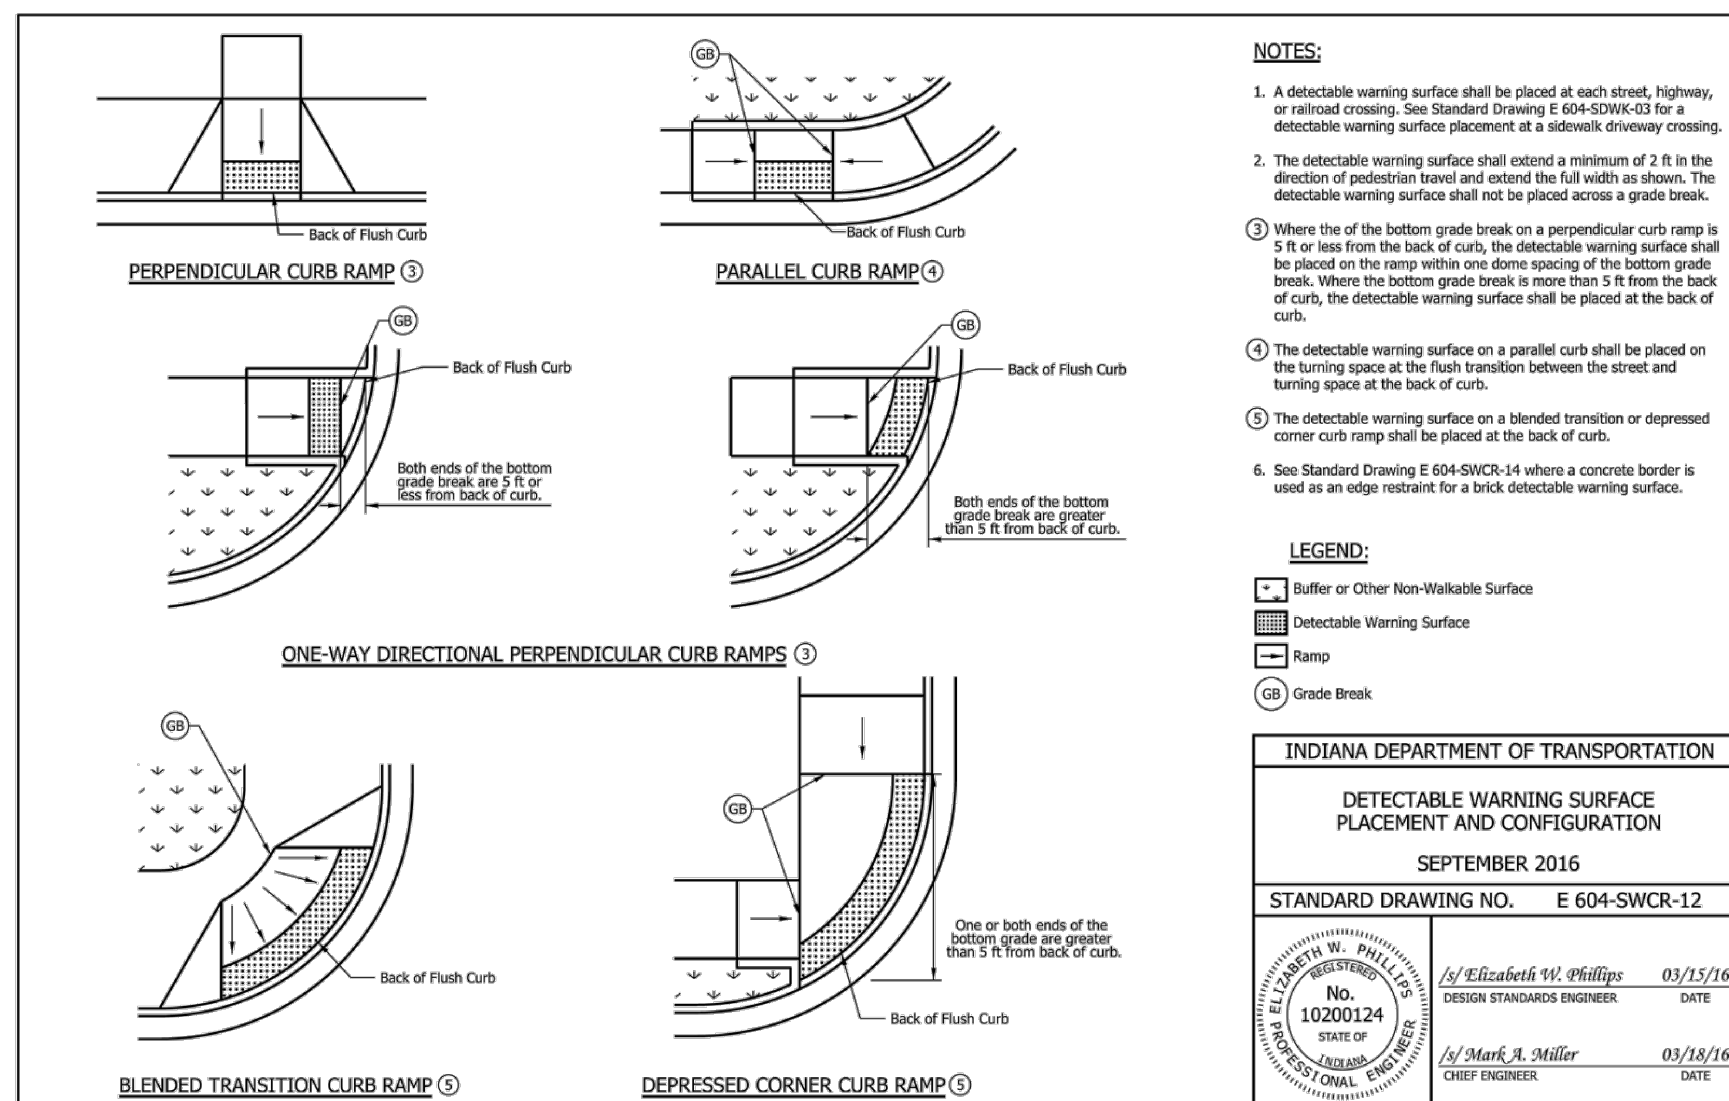 GB
Back of Flush Curb
PERPENDICULAR CURB RAMP 3
GB
Back of Flush Curb
PARALLEL CURB RAMP 4
GB
Back of Flush Curb
Both ends of the bottom
grade break are 5 ft or
less from back of curb.
GB
Back of Flush Curb
Both ends of the bottom
grade break are greater
than 5 ft from back of curb.
ONE-WAY DIRECTIONAL PERPENDICULAR CURB RAMPS 3
GB
Back of Flush Curb
BLENDED TRANSITION CURB RAMP 5
GB
One or both ends of the
bottom grade are greater
than 5 ft from back of curb.
Back of Flush Curb
DEPRESSED CORNER CURB RAMP 5
NOTES:
1. A detectable warning surface shall be placed at each street, highway,
or railroad crossing. See Standard Drawing E 604-SDWK-03 for a
detectable warning surface placement at a sidewalk driveway crossing.
2. The detectable warning surface shall extend a minimum of 2 ft in the
direction of pedestrian travel and extend the full width as shown. The
detectable warning surface shall not be placed across a grade break.
3 Where the of the bottom grade break on a perpendicular curb ramp is
5 ft or less from the back of curb, the detectable warning surface shall
be placed on the ramp within one dome spacing of the bottom grade
break. Where the bottom grade break is more than 5 ft from the back
of curb, the detectable warning surface shall be placed at the back of
curb.
4 The detectable warning surface on a parallel curb shall be placed on
the turning space at the flush transition between the street and
turning space at the back of curb.
5 The detectable warning surface on a blended transition or depressed
corner curb ramp shall be placed at the back of curb.
6. See Standard Drawing E 604-SWCR-14 where a concrete border is
used as an edge restraint for a brick detectable warning surface.
LEGEND:
Buffer or Other Non-Walkable Surface
Detectable Warning Surface
Ramp
GB Grade Break
INDIANA DEPARTMENT OF TRANSPORTATION
DETECTABLE WARNING SURFACE
PLACEMENT AND CONFIGURATION
SEPTEMBER 2016
STANDARD DRAWING NO. E 604-SWCR-12
ELIZABETH W. PHILLIPS
REGISTERED
No.
10200124
STATE OF
INDIANA
PROFESSIONAL ENGINEER
/s/ Elizabeth W. Phillips 03/15/16
DESIGN STANDARDS ENGINEER DATE
/s/ Mark A. Miller 03/18/16
CHIEF ENGINEER DATE